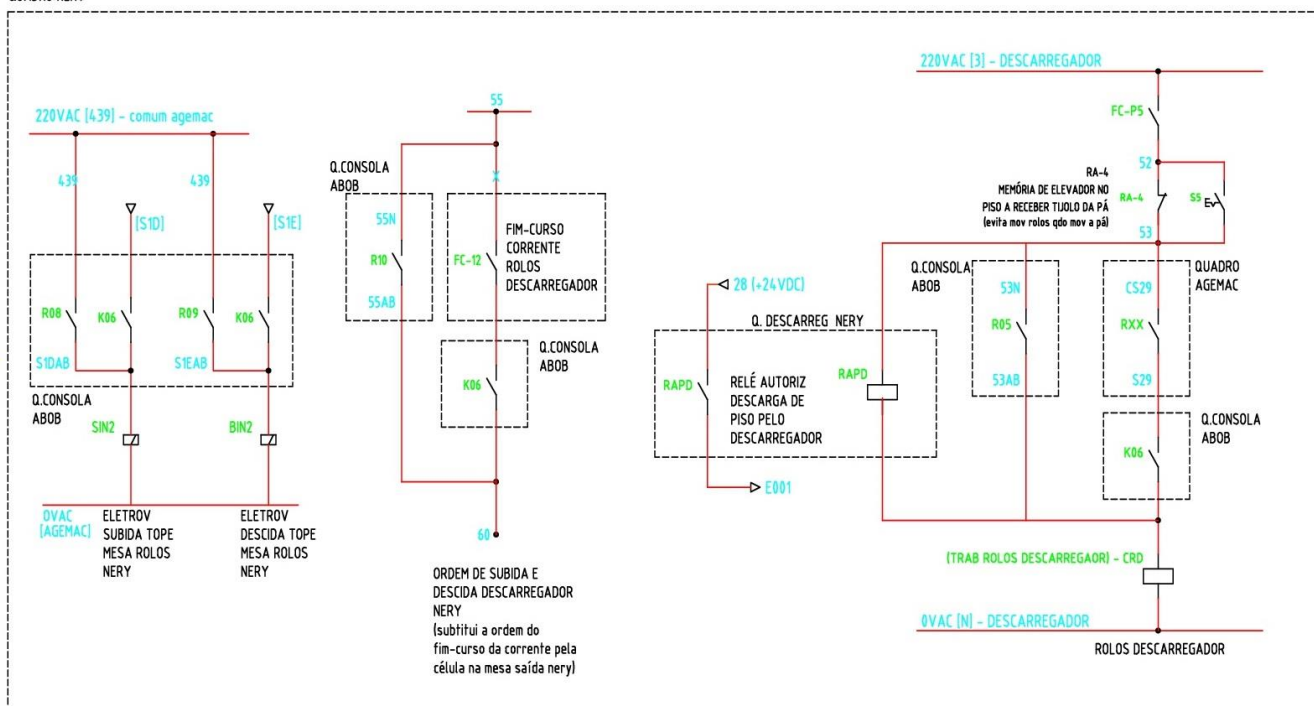 220VAC [439] - comum agemac
439
439
[S1D]
[S1E]
R08
K06
R09
K06
S1DAB
S1EAB
Q.CONSOLA
ABOB
SIN2
BIN2
0VAC
[AGEMAC]
ELETROV
SUBIDA TOPE
MESA ROLOS
NERY
ELETROV
DESCIDA TOPE
MESA ROLOS
NERY
55
Q.CONSOLA
ABOB
X
55N
R10
55AB
FIM-CURSO
CORRENTE
ROLOS
DESCARREGADOR
FC-12
Q.CONSOLA
ABOB
K06
60
ORDEM DE SUBIDA E
DESCIDA DESCARREGADOR
NERY
(subtitui a ordem do
fim-curso da corrente pela
célula na mesa saída nery)
220VAC [3] - DESCARREGADOR
FC-P5
52
RA-4
MEMÓRIA DE ELEVADOR NO
PISO A RECEBER TIJOLO DA PÁ
(evita mov rolos qdo mov a pá)
RA-4
S5
53
28 (+24VDC)
Q. DESCARREG NERY
RAPD
RELÉ AUTORIZ
DESCARGA DE
PISO PELO
DESCARREGADOR
RAPD
E001
Q.CONSOLA
ABOB
53N
R05
53AB
QUADRO
AGEMAC
CS29
RXX
S29
Q.CONSOLA
ABOB
K06
(TRAB ROLOS DESCARREGAOR) - CRD
0VAC [N] - DESCARREGADOR
ROLOS DESCARREGADOR